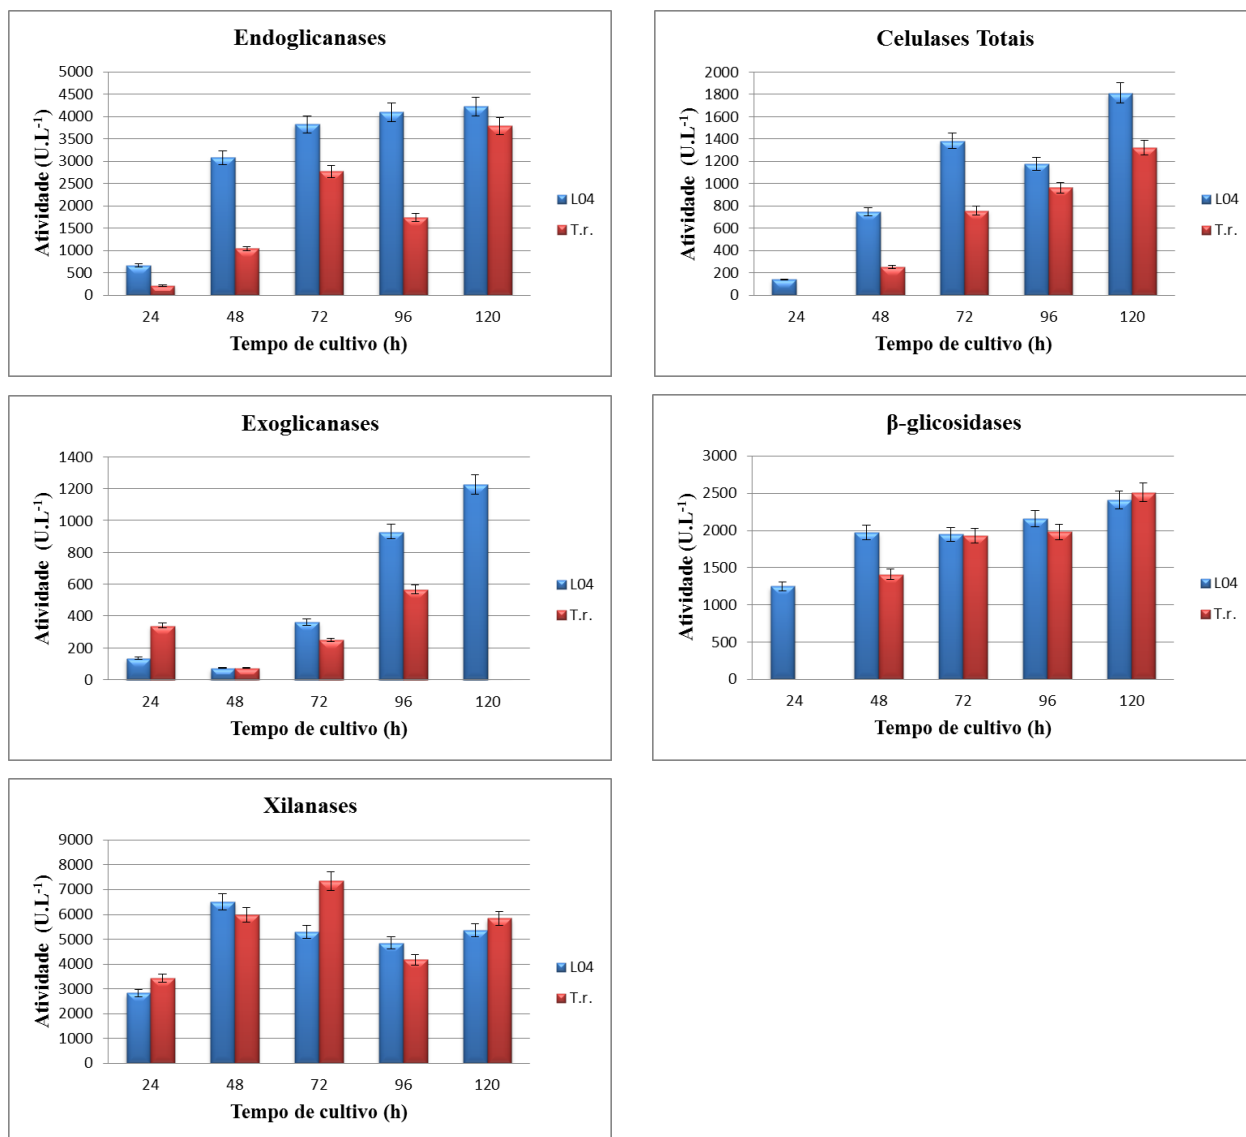 Endoglicanases
Atividade (U.L-1)
5000
4500
4000
3500
3000
2500
2000
1500
1000
500
0
24 48 72 96 120
Tempo de cultivo (h)
L04
T.r.
Celulases Totais
Atividade (U.L-1)
2000
1800
1600
1400
1200
1000
800
600
400
200
0
24 48 72 96 120
Tempo de cultivo (h)
L04
T.r.
Exoglicanases
Atividade (U.L-1)
1400
1200
1000
800
600
400
200
0
24 48 72 96 120
Tempo de cultivo (h)
L04
T.r.
β-glicosidases
Atividade (U.L-1)
3000
2500
2000
1500
1000
500
0
24 48 72 96 120
Tempo de cultivo (h)
L04
T.r.
Xilanases
Atividade (U.L-1)
9000
8000
7000
6000
5000
4000
3000
2000
1000
0
24 48 72 96 120
Tempo de cultivo (h)
L04
T.r.